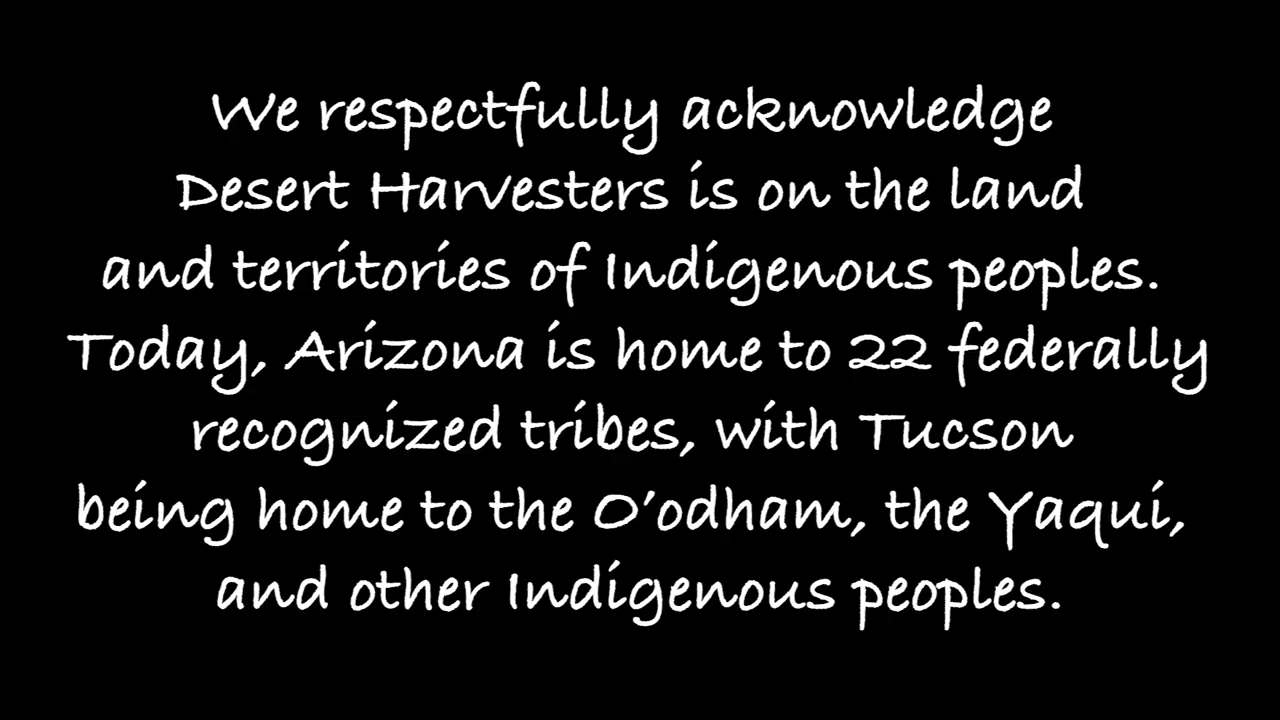 We respectfully acknowledge
Desert Harvesters is on the land
and territories of Indigenous peoples.
Today, Arizona is home to 22 federally
recognized tribes, with Tucson
being home to the O’odham, the Yaqui,
and other Indigenous peoples.